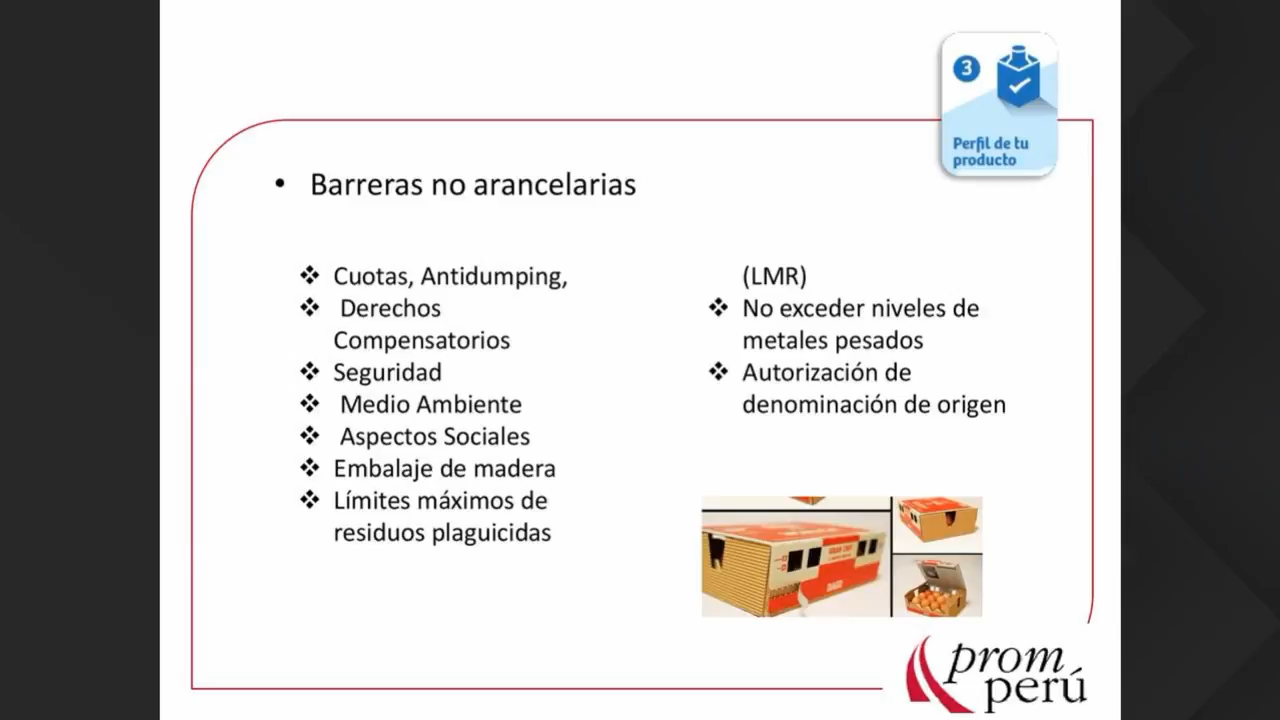 3
Perfil de tu
producto
• Barreras no arancelarias
❖ Cuotas, Antidumping,
❖ Derechos
Compensatorios
❖ Seguridad
❖ Medio Ambiente
❖ Aspectos Sociales
❖ Embalaje de madera
❖ Límites máximos de
residuos plaguicidas
(LMR)
❖ No exceder niveles de
metales pesados
❖ Autorización de
denominación de origen
prom
perú